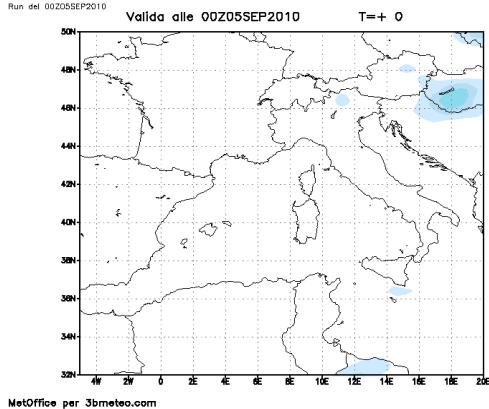 Run del 00Z05SEP2010
Valida alle 00Z05SEP2010 T=+ 0
50N
48N
46N
44N
42N
40N
38N
36N
34N
32N
4W 2W 0 2E 4E 6E 8E 10E 12E 14E 16E 18E 20E
MetOffice per 3bmeteo.com